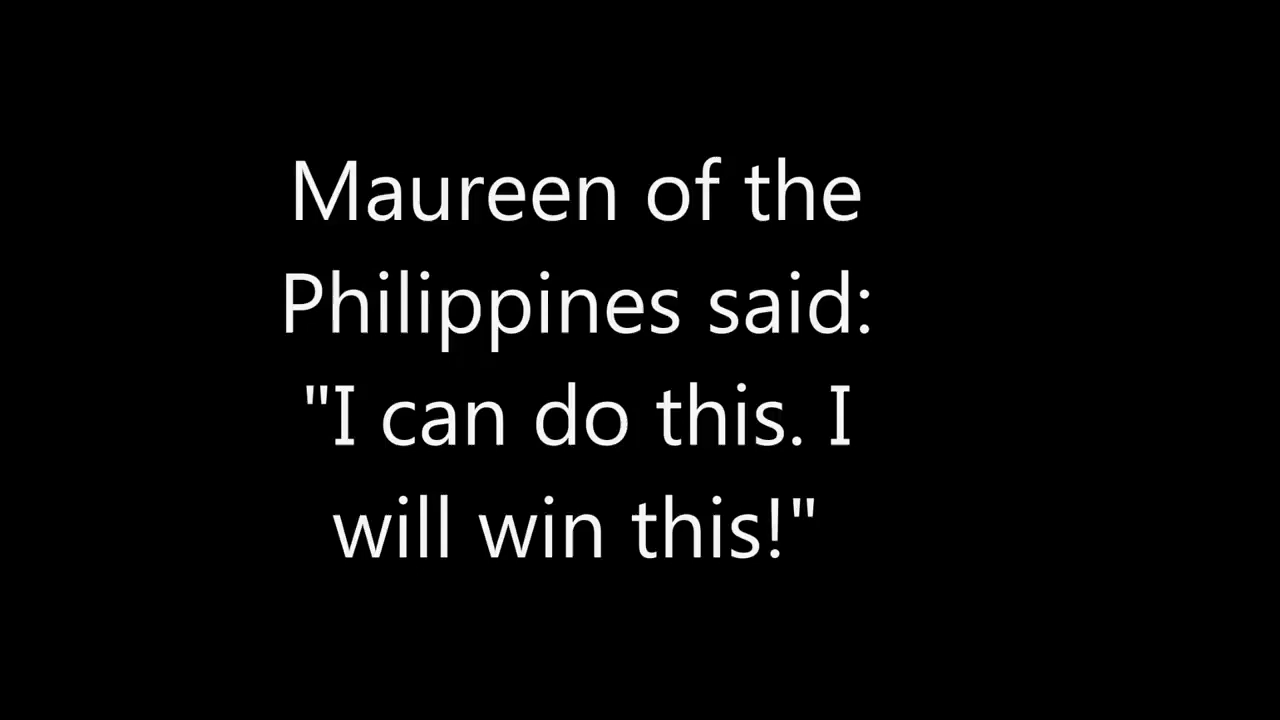 Maureen of the
Philippines said:
"I can do this. I
will win this!"